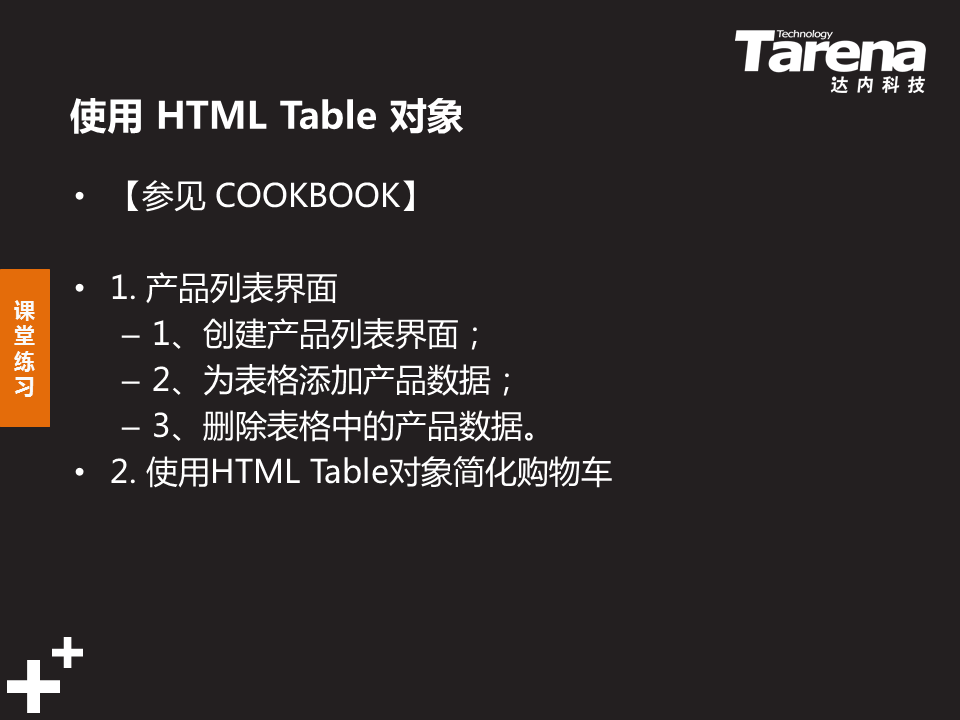 Technology
Tarena
达内科技
使用 HTML Table 对象
• 【参见 COOKBOOK】
• 1. 产品列表界面
– 1、创建产品列表界面；
– 2、为表格添加产品数据；
– 3、删除表格中的产品数据。
• 2. 使用HTML Table对象简化购物车
课
堂
练
习